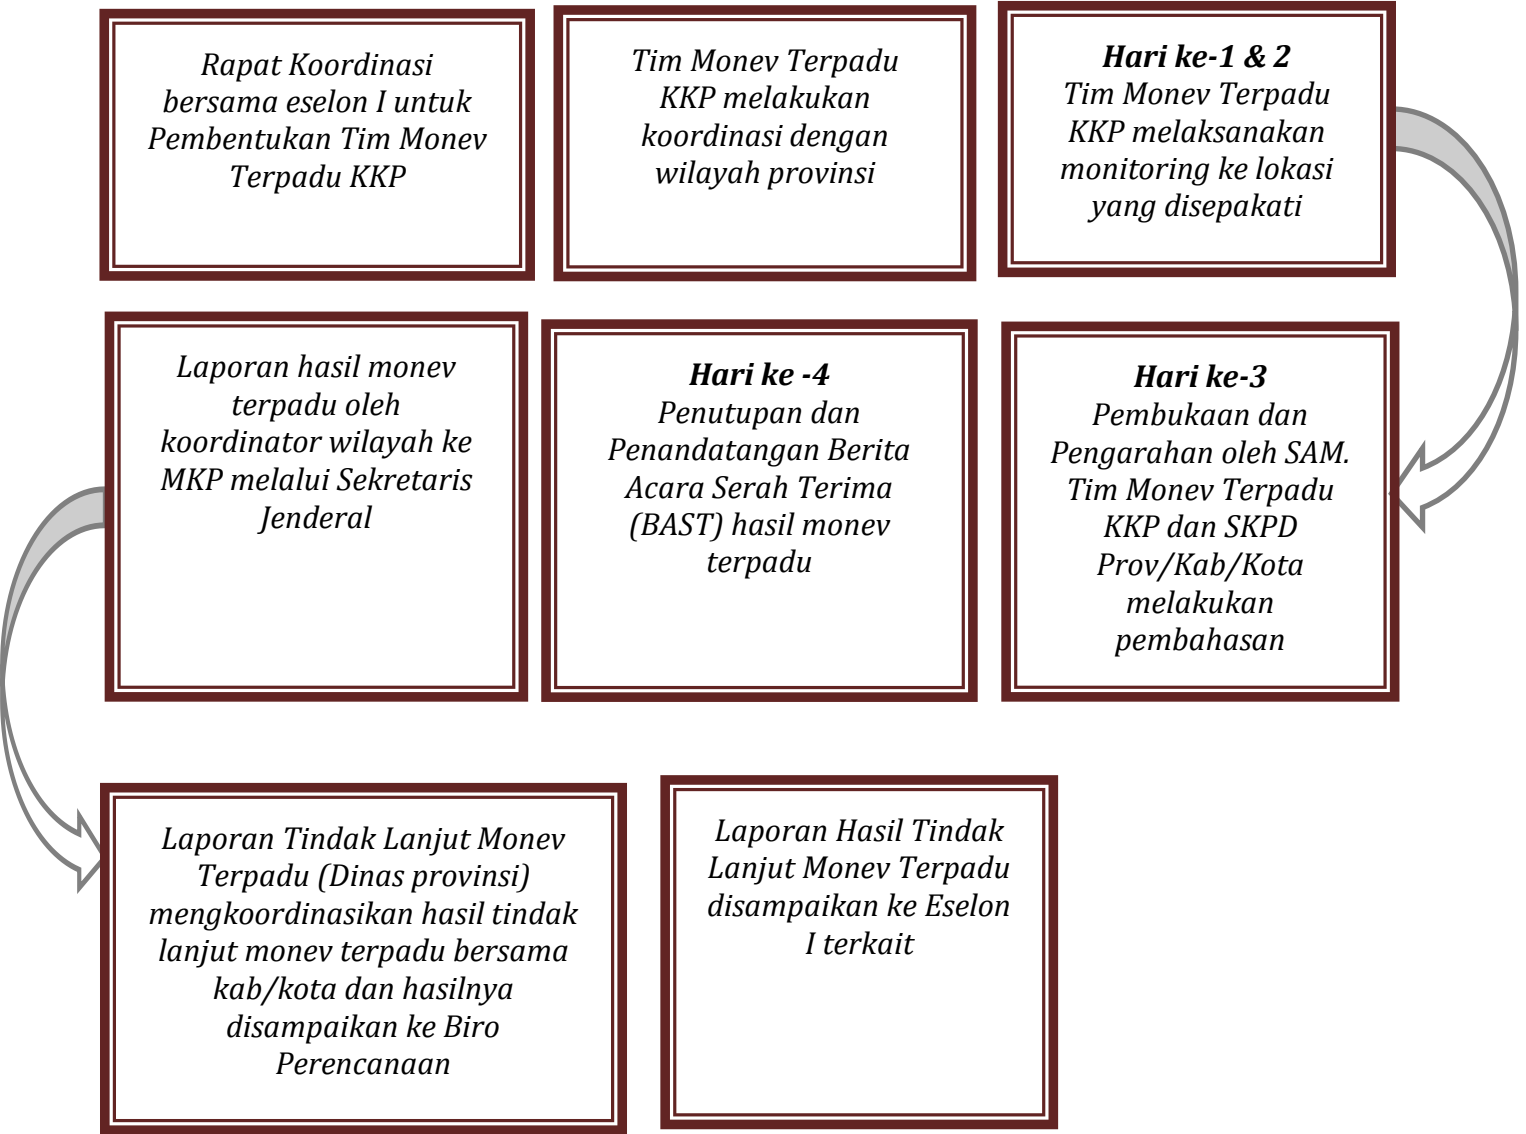 Rapat Koordinasi
bersama eselon I untuk
Pembentukan Tim Monev
Terpadu KKP
Tim Monev Terpadu
KKP melakukan
koordinasi dengan
wilayah provinsi
Hari ke-1 & 2
Tim Monev Terpadu
KKP melaksanakan
monitoring ke lokasi
yang disepakati
Hari ke-3
Pembukaan dan
Pengarahan oleh SAM.
Tim Monev Terpadu
KKP dan SKPD
Prov/Kab/Kota
melakukan
pembahasan
Hari ke -4
Penutupan dan
Penandatangan Berita
Acara Serah Terima
(BAST) hasil monev
terpadu
Laporan hasil monev
terpadu oleh
koordinator wilayah ke
MKP melalui Sekretaris
Jenderal
Laporan Tindak Lanjut Monev
Terpadu (Dinas provinsi)
mengkoordinasikan hasil tindak
lanjut monev terpadu bersama
kab/kota dan hasilnya
disampaikan ke Biro
Perencanaan
Laporan Hasil Tindak
Lanjut Monev Terpadu
disampaikan ke Eselon
I terkait